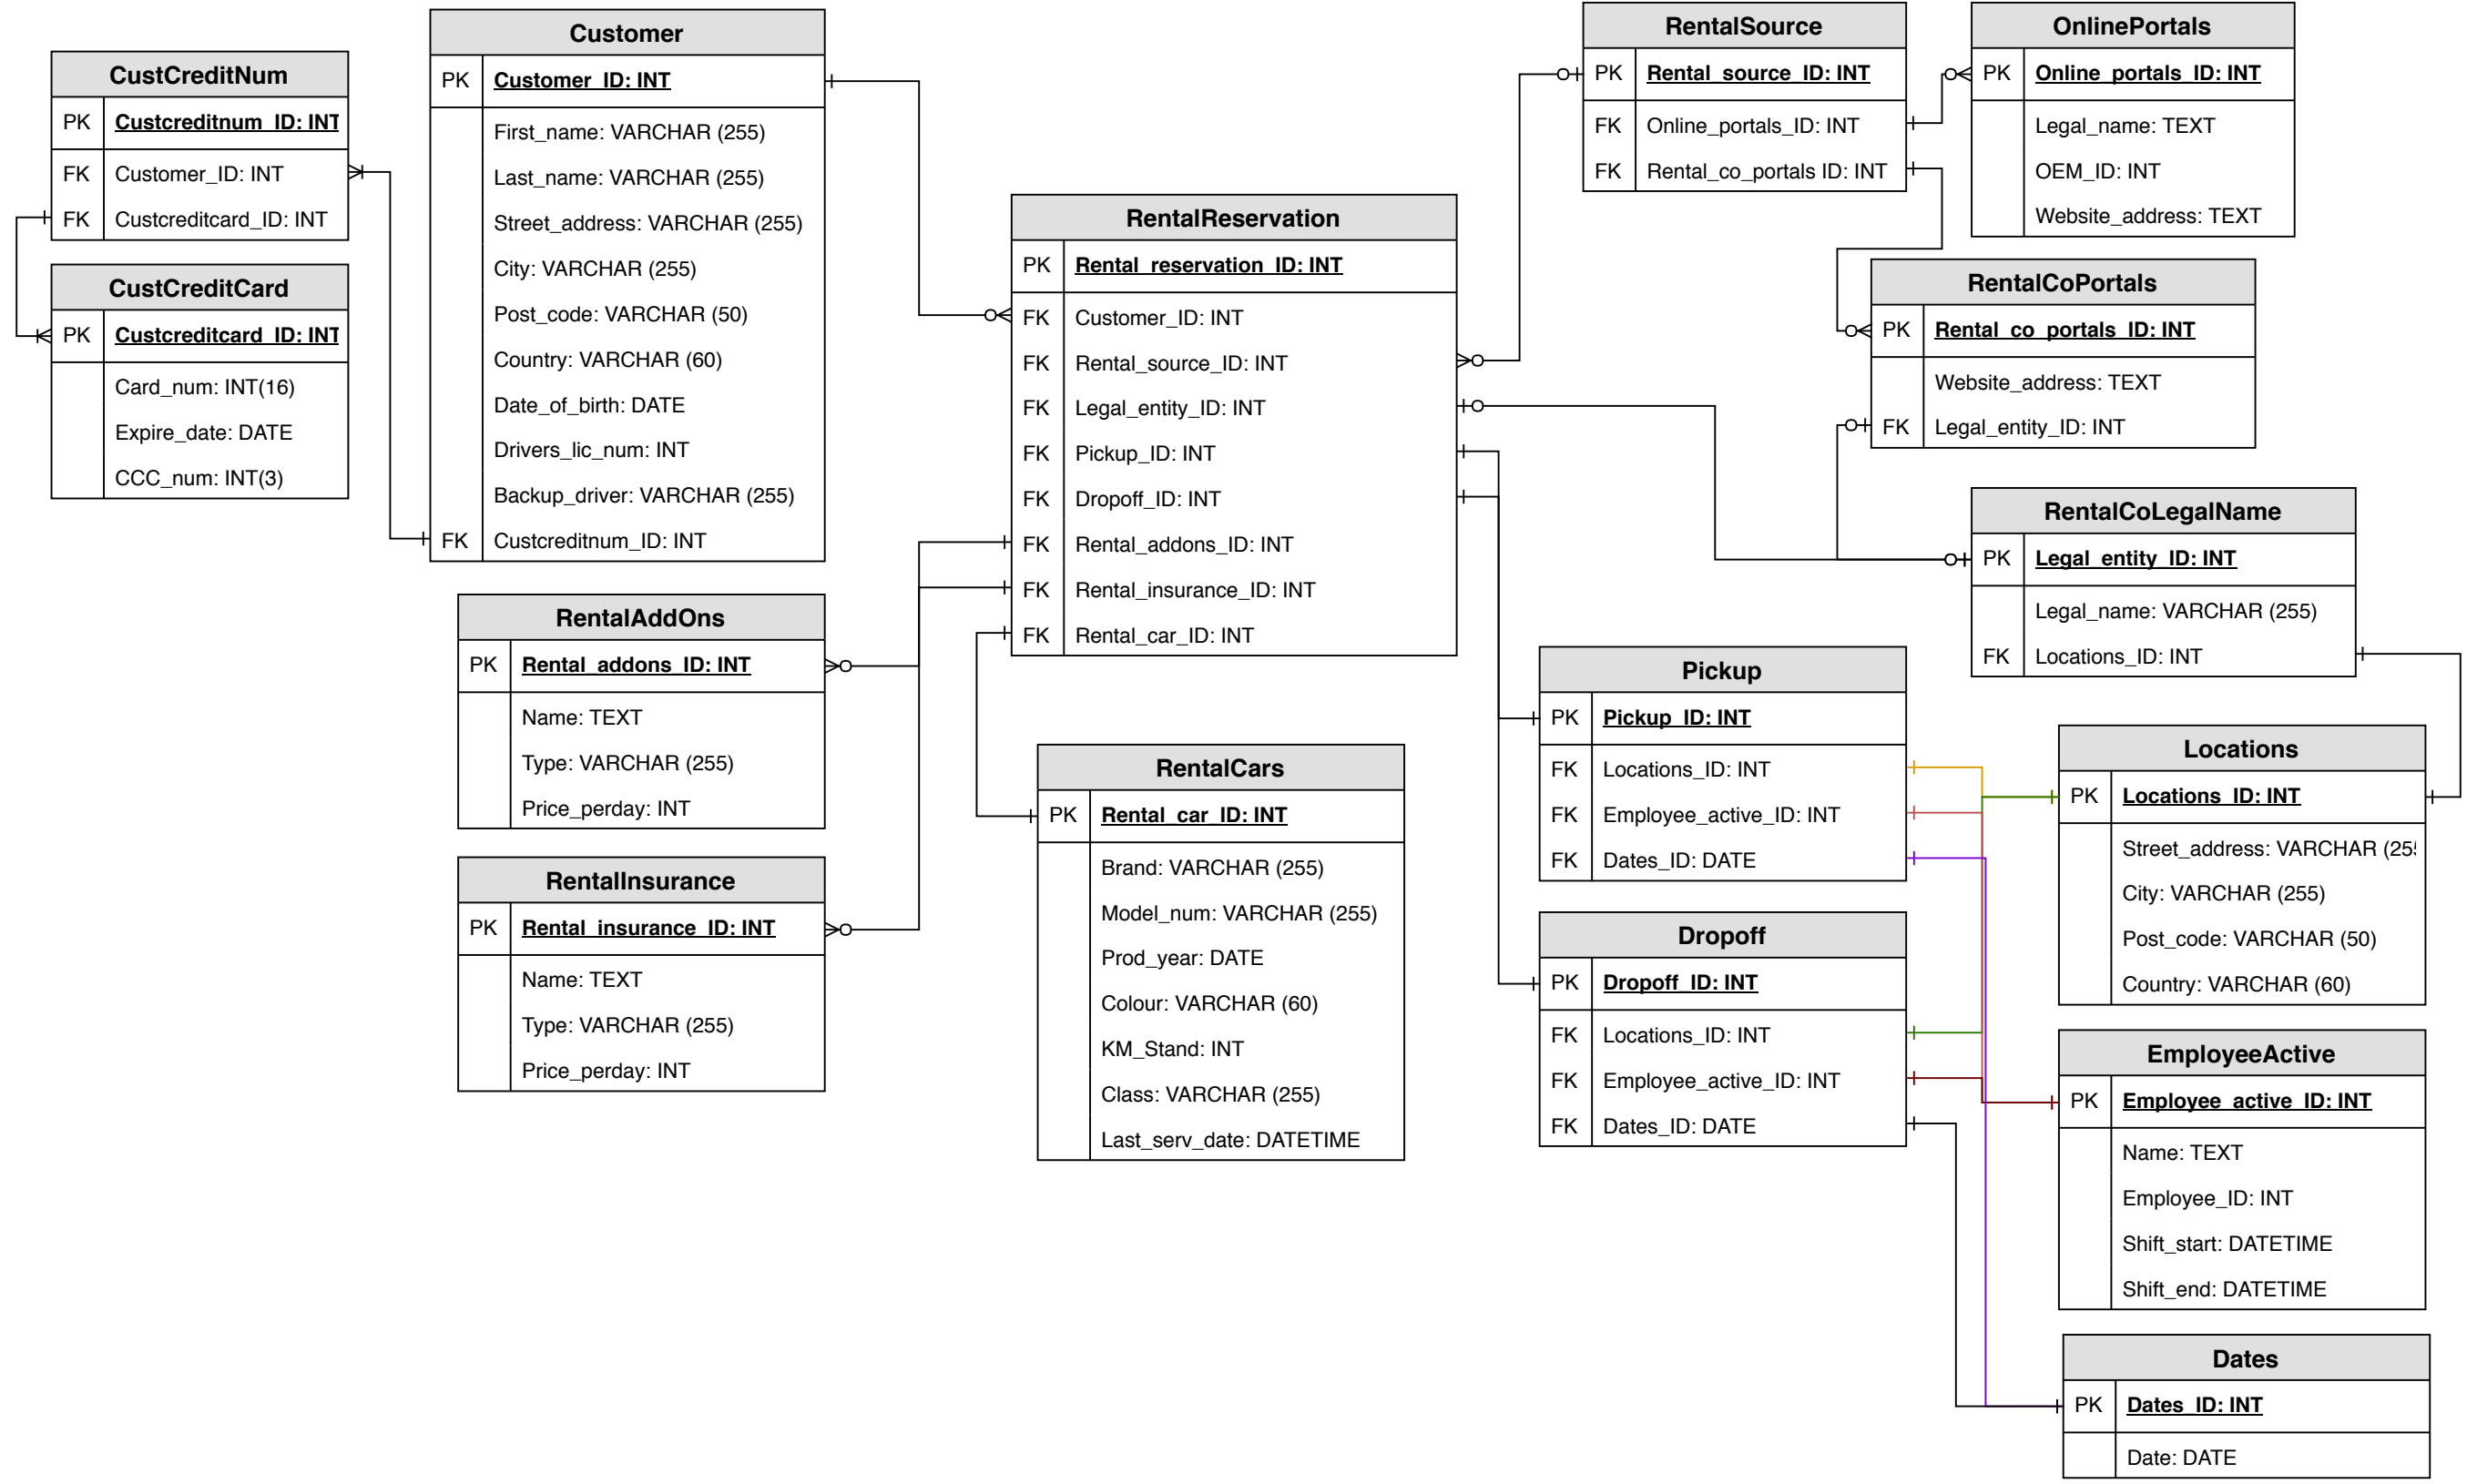 CustCreditNum
PK Custcreditnum_ID: INT
FK Customer_ID: INT
FK Custcreditcard_ID: INT
CustCreditCard
PK Custcreditcard_ID: INT
Card_num: INT(16)
Expire_date: DATE
CCC_num: INT(3)
Customer
PK Customer_ID: INT
First_name: VARCHAR (255)
Last_name: VARCHAR (255)
Street_address: VARCHAR (255)
City: VARCHAR (255)
Post_code: VARCHAR (50)
Country: VARCHAR (60)
Date_of_birth: DATE
Drivers_lic_num: INT
Backup_driver: VARCHAR (255)
FK Custcreditnum_ID: INT
RentalAddOns
PK Rental_addons_ID: INT
Name: TEXT
Type: VARCHAR (255)
Price_perday: INT
RentalInsurance
PK Rental_insurance_ID: INT
Name: TEXT
Type: VARCHAR (255)
Price_perday: INT
RentalReservation
PK Rental_reservation_ID: INT
FK Customer_ID: INT
FK Rental_source_ID: INT
FK Legal_entity_ID: INT
FK Pickup_ID: INT
FK Dropoff_ID: INT
FK Rental_addons_ID: INT
FK Rental_insurance_ID: INT
FK Rental_car_ID: INT
RentalCars
PK Rental_car_ID: INT
Brand: VARCHAR (255)
Model_num: VARCHAR (255)
Prod_year: DATE
Colour: VARCHAR (60)
KM_Stand: INT
Class: VARCHAR (255)
Last_serv_date: DATETIME
RentalSource
PK Rental_source_ID: INT
FK Online_portals_ID: INT
FK Rental_co_portals ID: INT
OnlinePortals
PK Online_portals_ID: INT
Legal_name: TEXT
OEM_ID: INT
Website_address: TEXT
RentalCoPortals
PK Rental_co_portals_ID: INT
Website_address: TEXT
FK Legal_entity_ID: INT
RentalCoLegalName
PK Legal_entity_ID: INT
Legal_name: VARCHAR (255)
FK Locations_ID: INT
Pickup
PK Pickup_ID: INT
FK Locations_ID: INT
FK Employee_active_ID: INT
FK Dates_ID: DATE
Dropoff
PK Dropoff_ID: INT
FK Locations_ID: INT
FK Employee_active_ID: INT
FK Dates_ID: DATE
Locations
PK Locations_ID: INT
Street_address: VARCHAR (25
City: VARCHAR (255)
Post_code: VARCHAR (50)
Country: VARCHAR (60)
EmployeeActive
PK Employee_active_ID: INT
Name: TEXT
Employee_ID: INT
Shift_start: DATETIME
Shift_end: DATETIME
Dates
PK Dates_ID: INT
Date: DATE